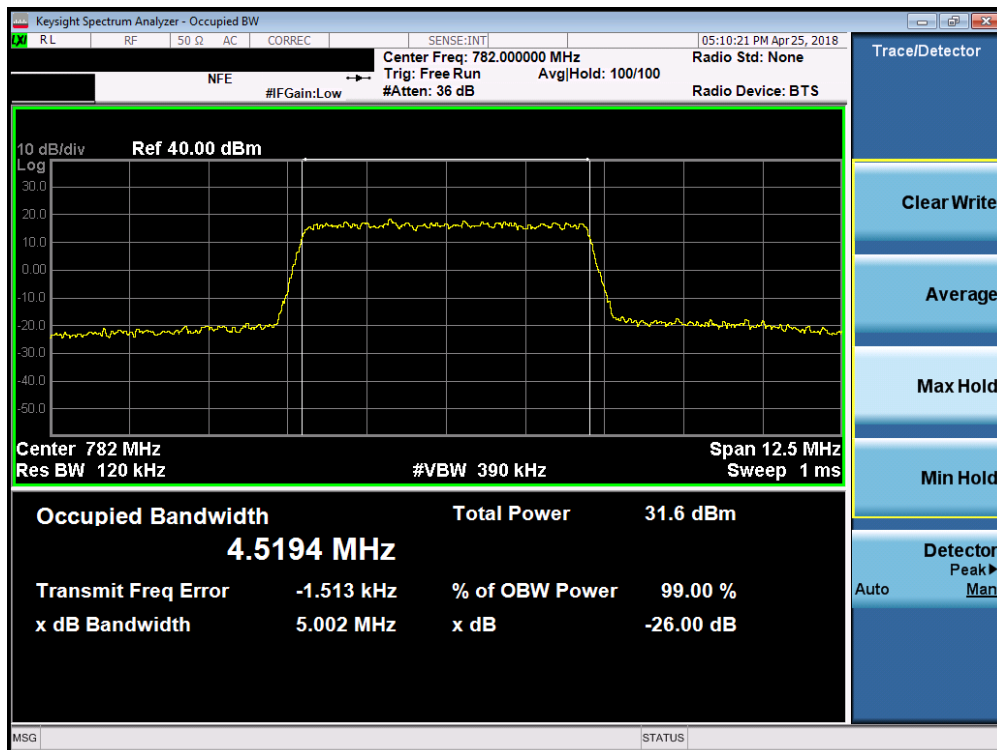 Keysight Spectrum Analyzer - Occupied BW
LXI RL RF 50 Ω AC CORREC SENSE:INT 05:10:21 PM Apr 25, 2018
Center Freq: 782.000000 MHz Radio Std: None
NFE Trig: Free Run Avg|Hold: 100/100
#IFGain:Low #Atten: 36 dB Radio Device: BTS
Trace/Detector
10 dB/div Ref 40.00 dBm
Log
30.0
20.0
10.0
0.00
-10.0
-20.0
-30.0
-40.0
-50.0
Center 782 MHz Span 12.5 MHz
Res BW 120 kHz #VBW 390 kHz Sweep 1 ms
Occupied Bandwidth Total Power 31.6 dBm
4.5194 MHz
Transmit Freq Error -1.513 kHz % of OBW Power 99.00 %
x dB Bandwidth 5.002 MHz x dB -26.00 dB
Clear Write
Average
Max Hold
Min Hold
Detector
Peak▶
Auto Man
MSG STATUS